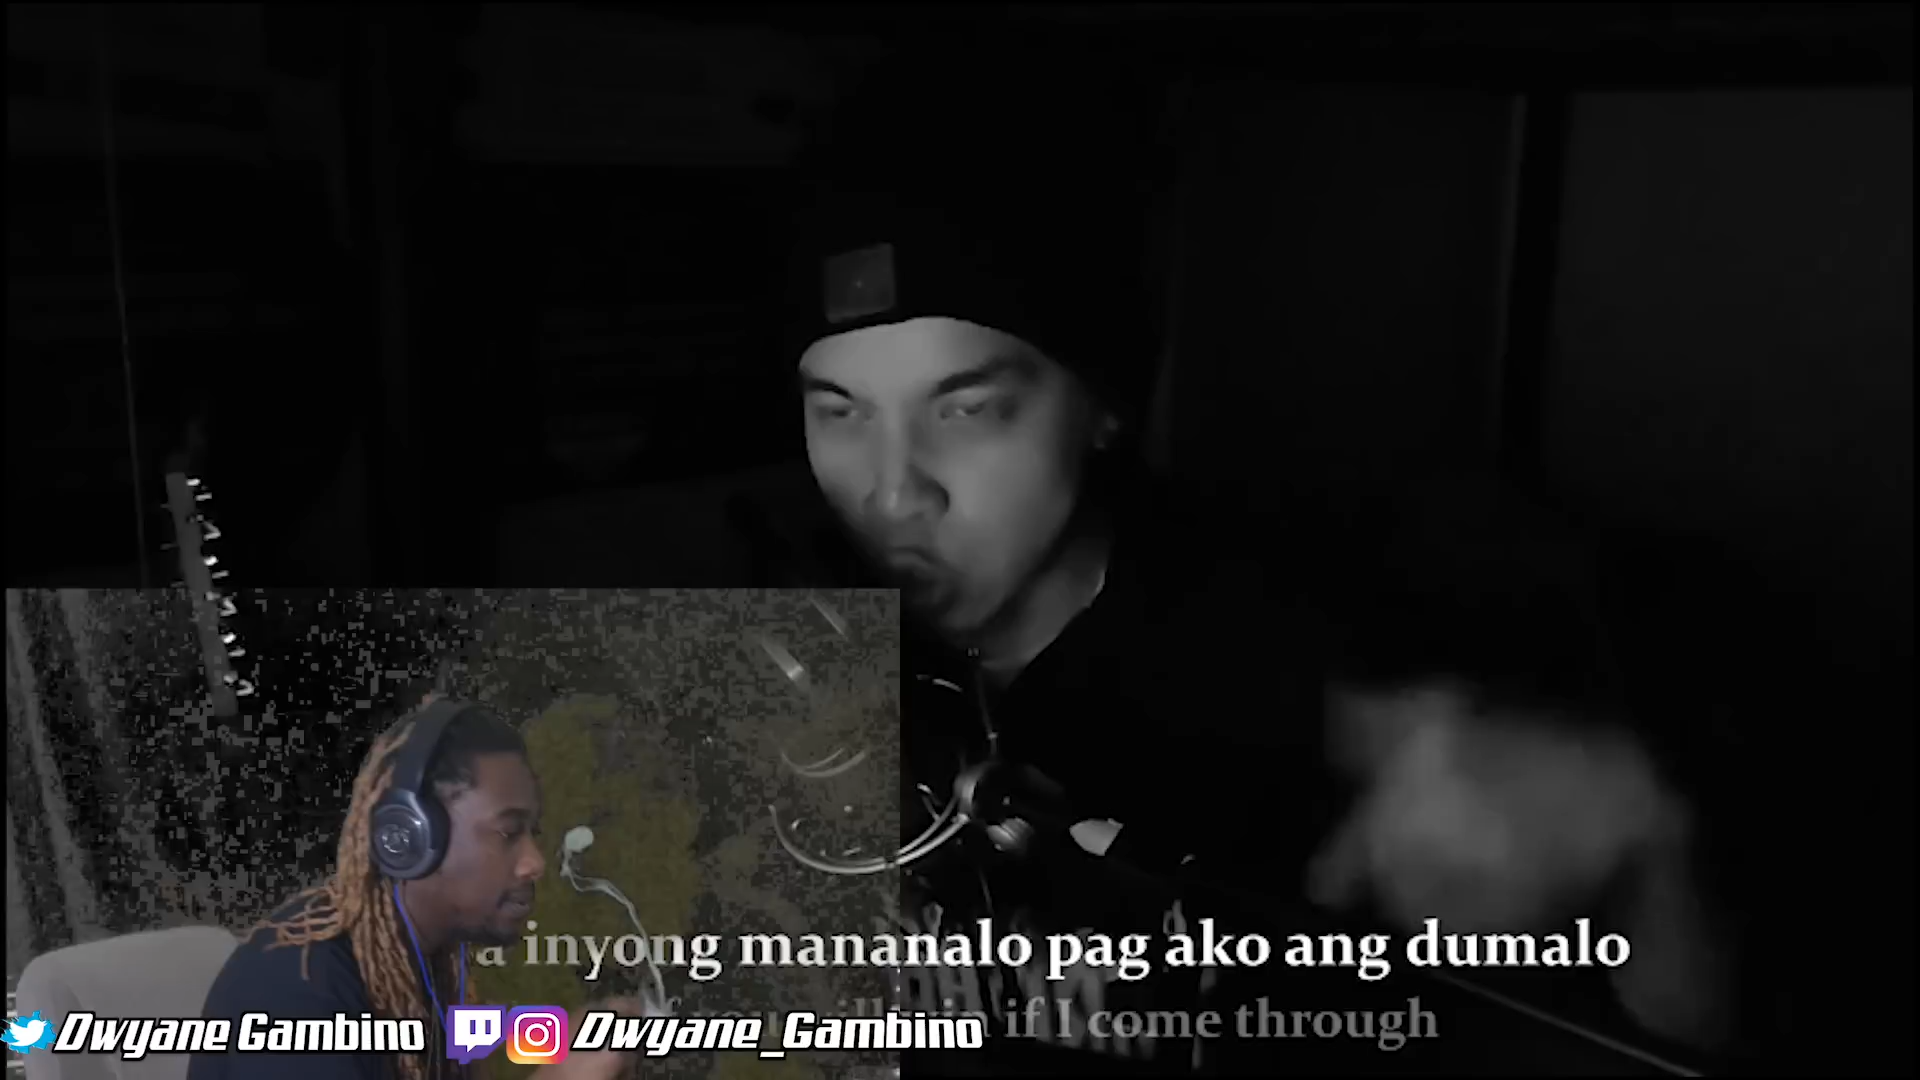 inyong mananalo pag ako ang dumalo
if I come through
Dwyane Gambino
Dwyane_Gambino